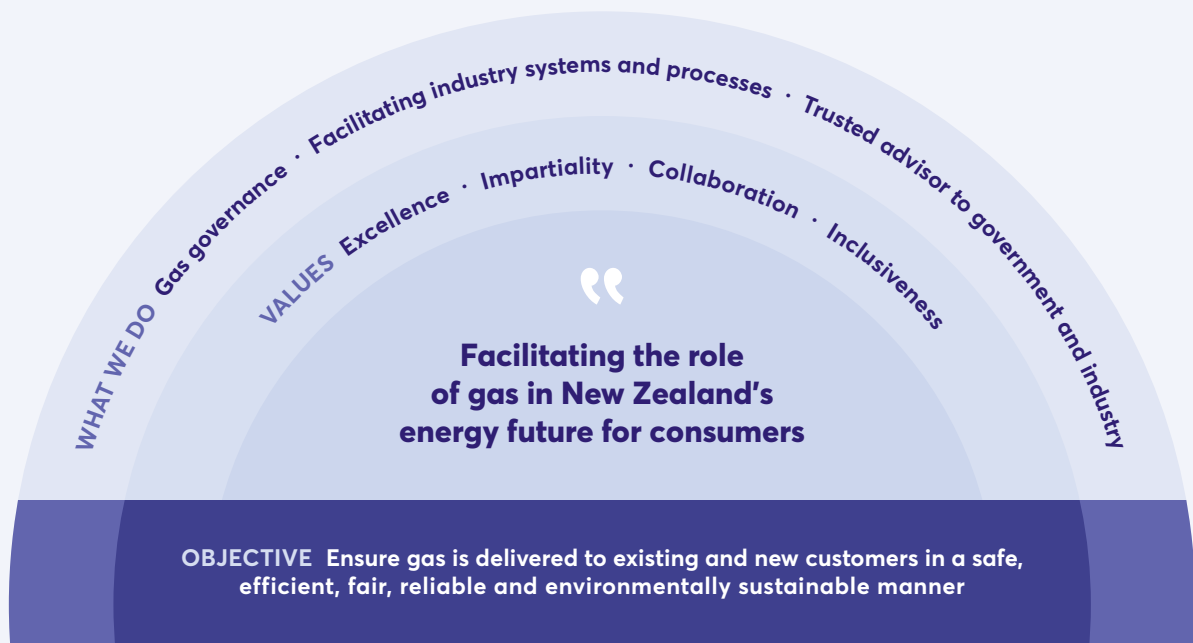 WHAT WE DO Gas governance · Facilitating industry systems and processes · Trusted advisor to government and industry
VALUES Excellence · Impartiality · Collaboration · Inclusiveness
Facilitating the role
of gas in New Zealand's
energy future for consumers
OBJECTIVE Ensure gas is delivered to existing and new customers in a safe,
efficient, fair, reliable and environmentally sustainable manner